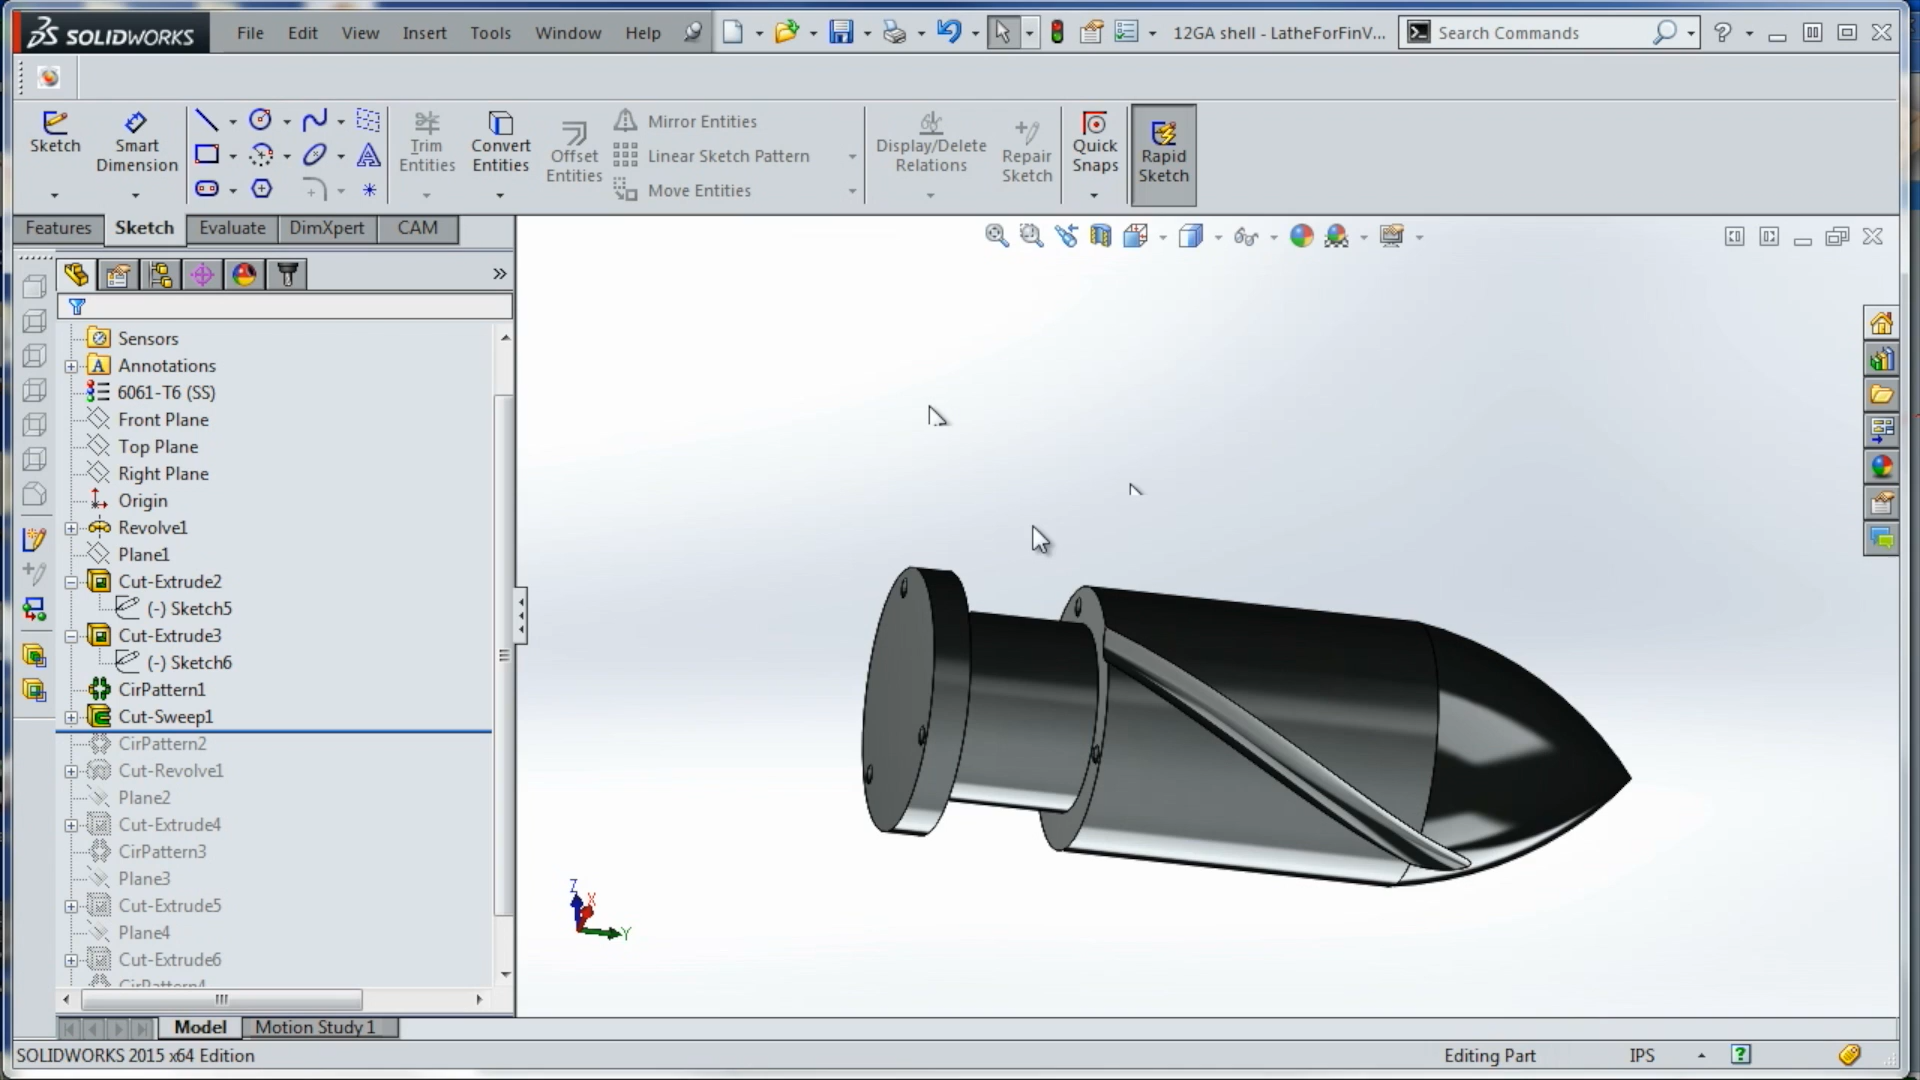 SOLIDWORKS File Edit View Insert Tools Window Help 12GA shell - LatheForFinV... Search Commands
Sketch Smart Dimension Trim Entities Convert Entities Offset Entities Mirror Entities Linear Sketch Pattern Move Entities Display/Delete Relations Repair Sketch Quick Snaps Rapid Sketch
Features Sketch Evaluate DimXpert CAM
Sensors
Annotations
6061-T6 (SS)
Front Plane
Top Plane
Right Plane
Origin
Revolve1
Plane1
Cut-Extrude2
(-) Sketch5
Cut-Extrude3
(-) Sketch6
CirPattern1
Cut-Sweep1
CirPattern2
Cut-Revolve1
Plane2
Cut-Extrude4
CirPattern3
Plane3
Cut-Extrude5
Plane4
Cut-Extrude6
CirPattern4
Z X Y
Model Motion Study 1
SOLIDWORKS 2015 x64 Edition Editing Part IPS